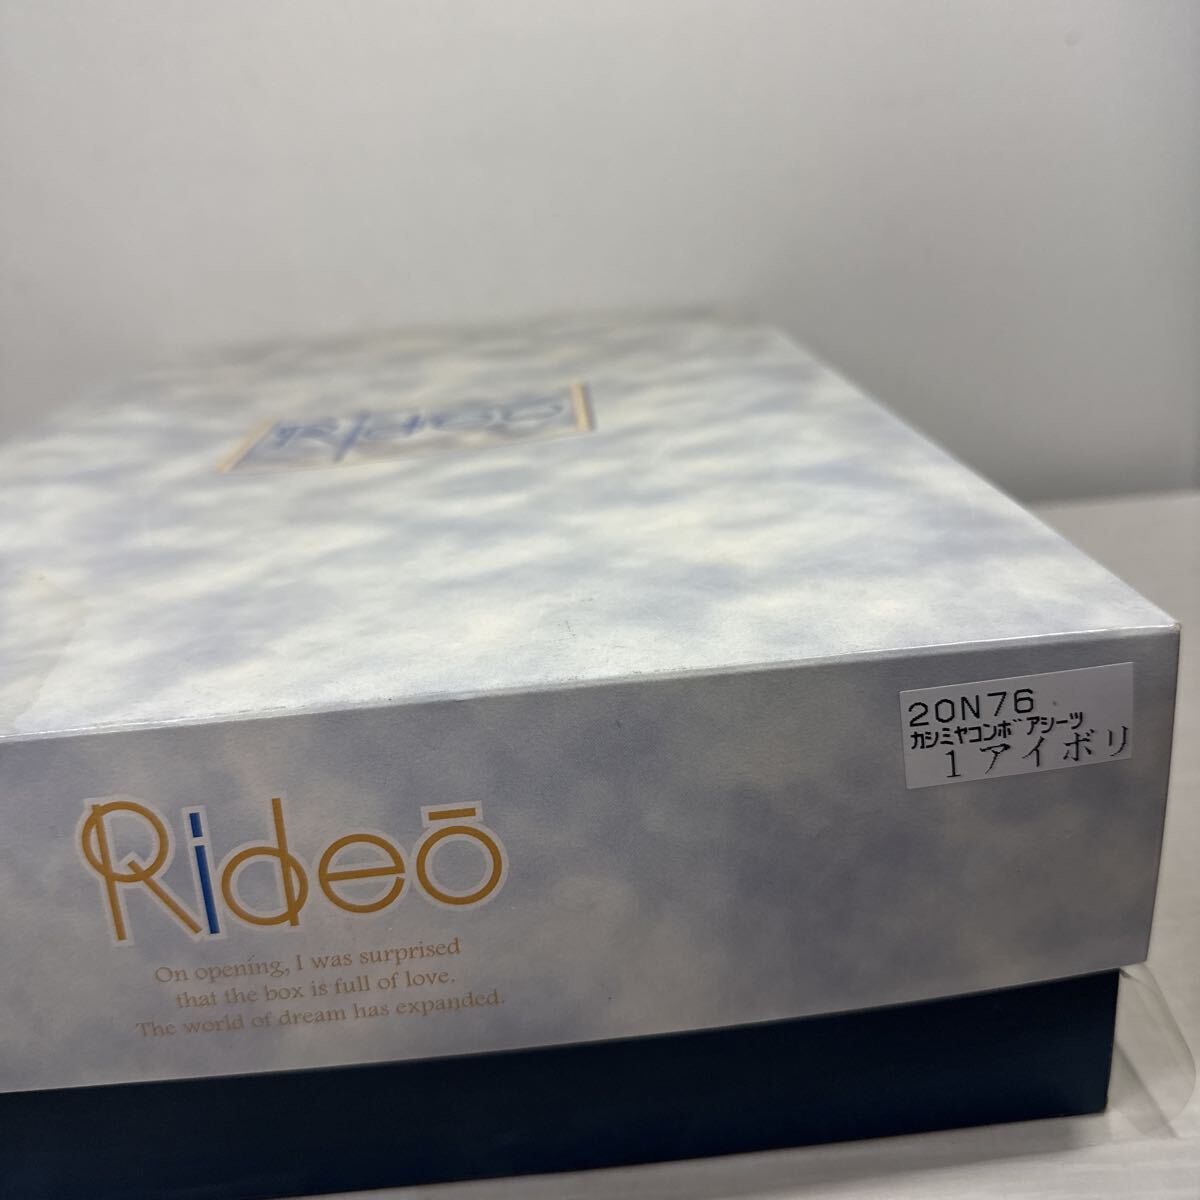 Rideō
20N76
カシミヤコンボアシーツ
1 アイボリ
Rideō
On opening, I was surprised
that the box is full of love.
The world of dream has expanded.